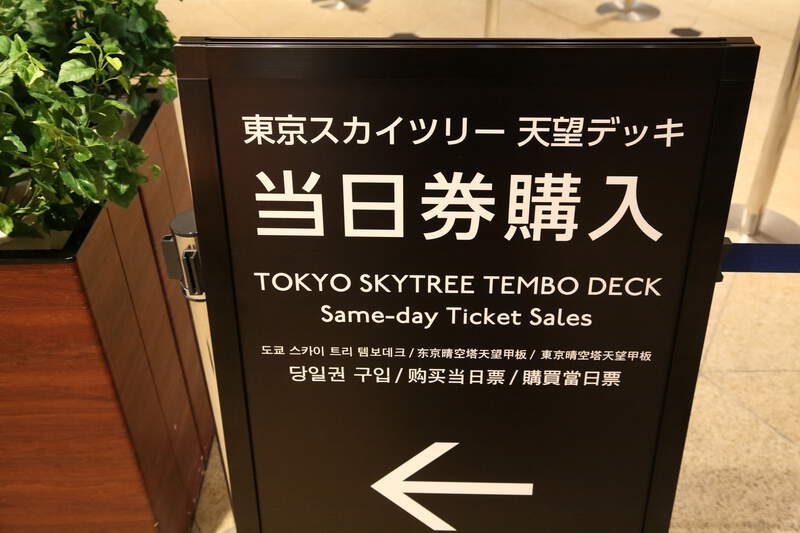 東京スカイツリー 天望デッキ
当日券購入
TOKYO SKYTREE TEMBO DECK
Same-day Ticket Sales
도쿄 스카이 트리 템보데크 / 东京晴空塔天望甲板 / 東京晴空塔天望甲板
당일권 구입 / 购买当日票 / 購買當日票